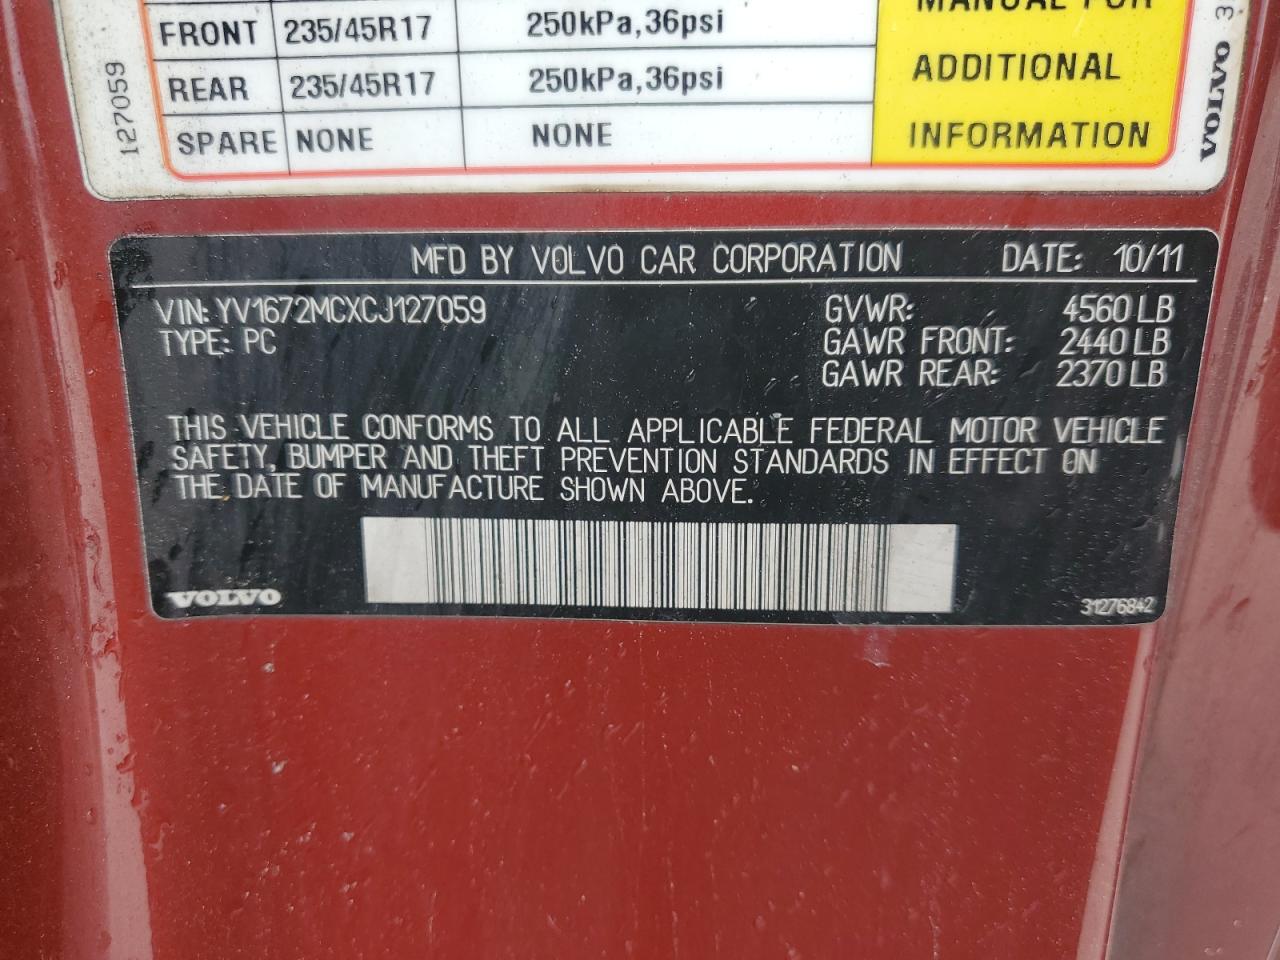 MANUAL FOR
FRONT 235/45R17 250kPa,36psi
ADDITIONAL
REAR 235/45R17 250kPa,36psi
INFORMATION
SPARE NONE NONE
127059
VOLVO
MFD BY VOLVO CAR CORPORATION DATE: 10/11
VIN: YV1672MCXCJ127059 GVWR: 4560 LB
TYPE: PC GAWR FRONT: 2440 LB
GAWR REAR: 2370 LB
THIS VEHICLE CONFORMS TO ALL APPLICABLE FEDERAL MOTOR VEHICLE
SAFETY, BUMPER AND THEFT PREVENTION STANDARDS IN EFFECT ON
THE DATE OF MANUFACTURE SHOWN ABOVE.
VOLVO
31276842